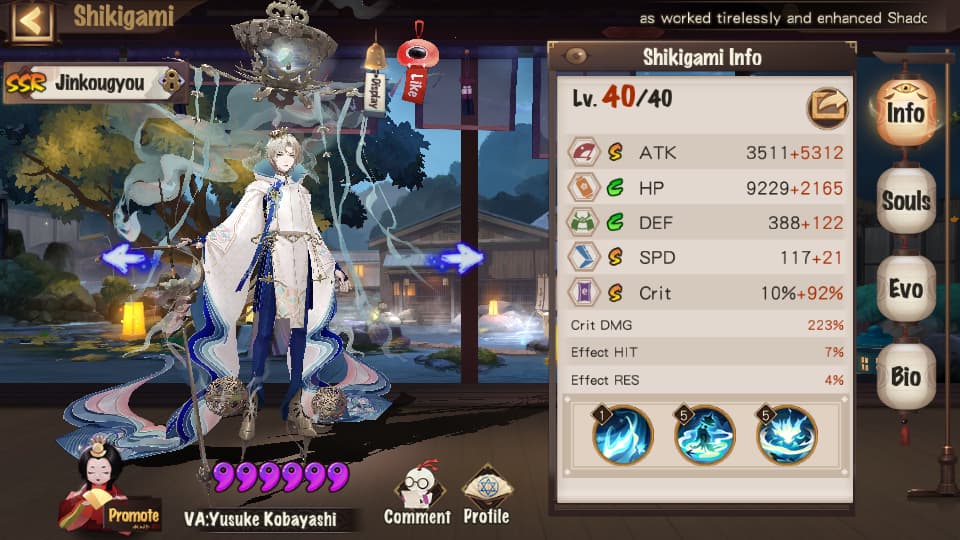 Shikigami
as worked tirelessly and enhanced Shado
SSR Jinkougyou
Display
Like
Shikigami Info
Lv. 40/40
S ATK 3511+5312
HP 9229+2165
DEF 388+122
S SPD 117+21
S Crit 10%+92%
Crit DMG 223%
Effect HIT 7%
Effect RES 4%
1 5 5
Info
Souls
Evo
Bio
999999
Promote
VA:Yusuke Kobayashi
Comment
Profile